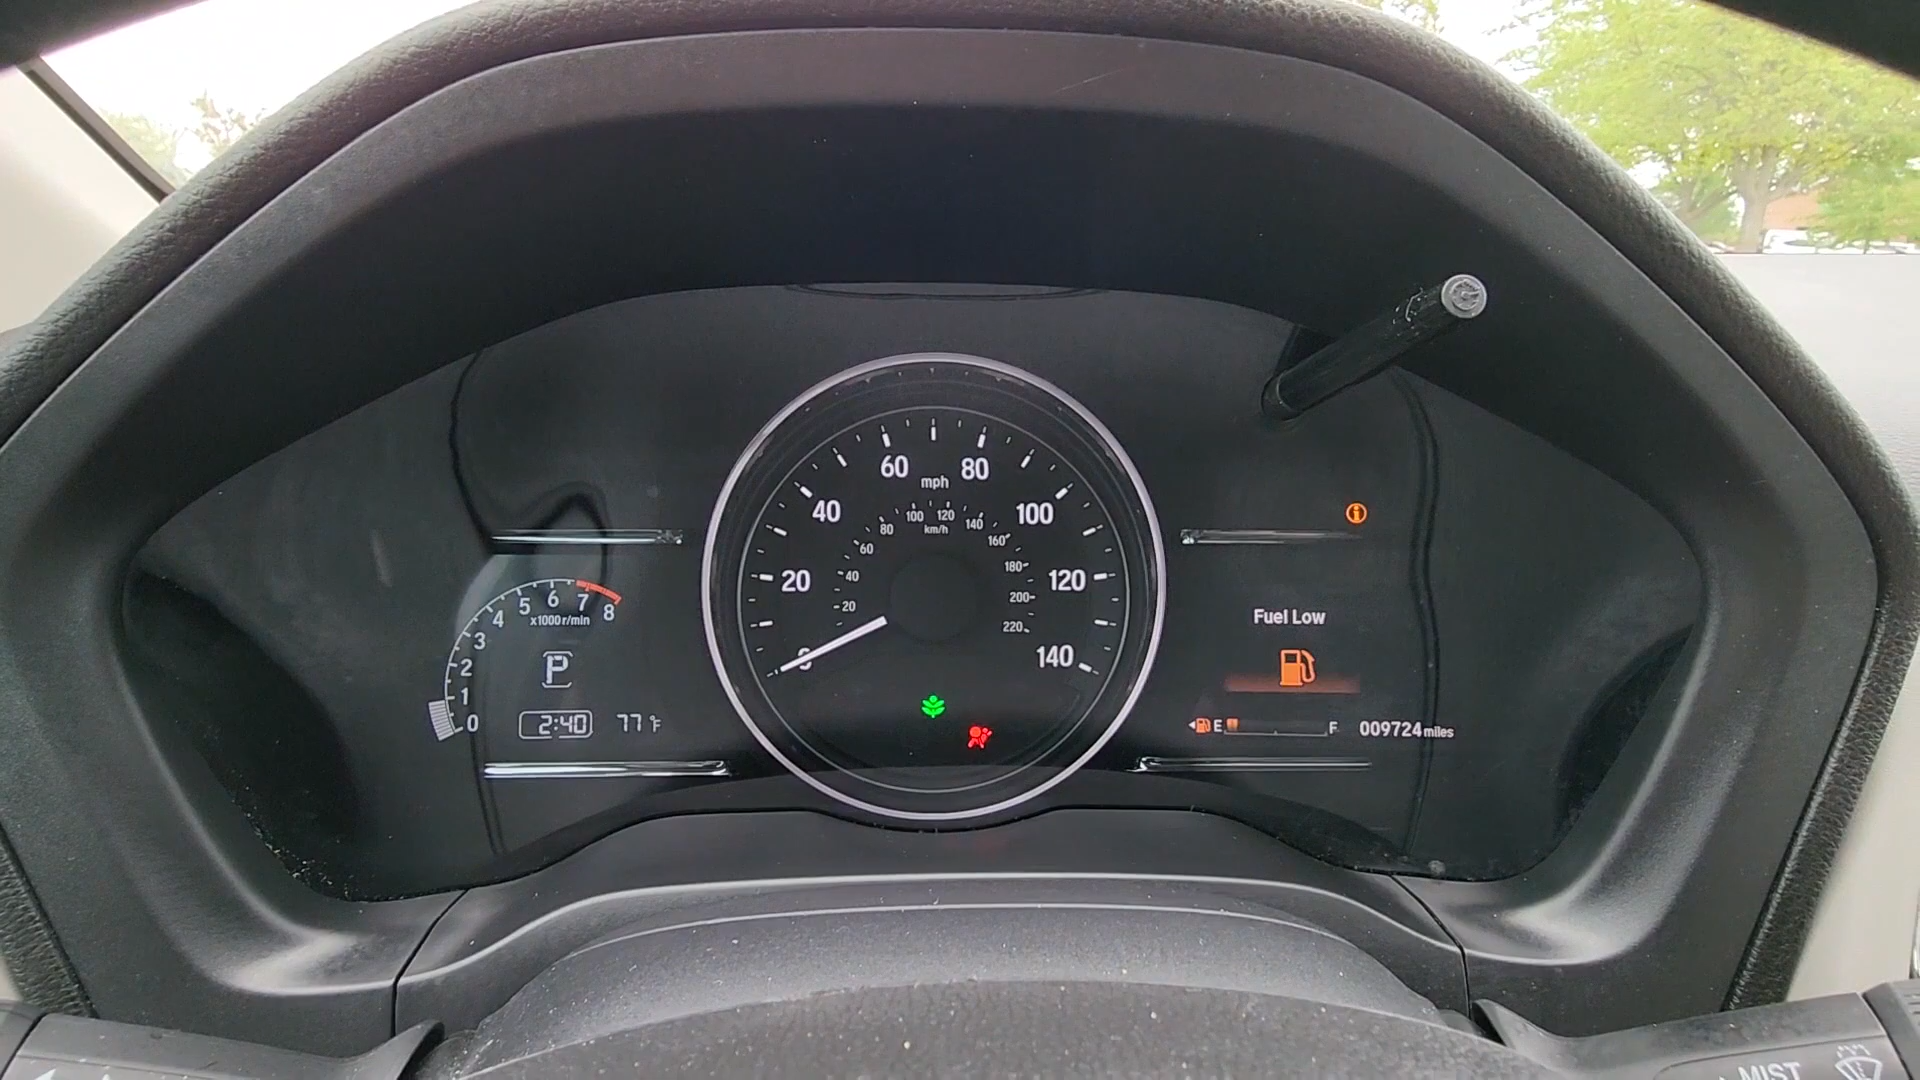 60 80
mph
40 100
100 120
80 140
km/h
60 160
20 40 180 120
20 200
220
0 140
4 5 6 7 8
x1000r/min
3
2
1
0
P
2:40 77°F
Fuel Low
E F 009724 miles
MIST